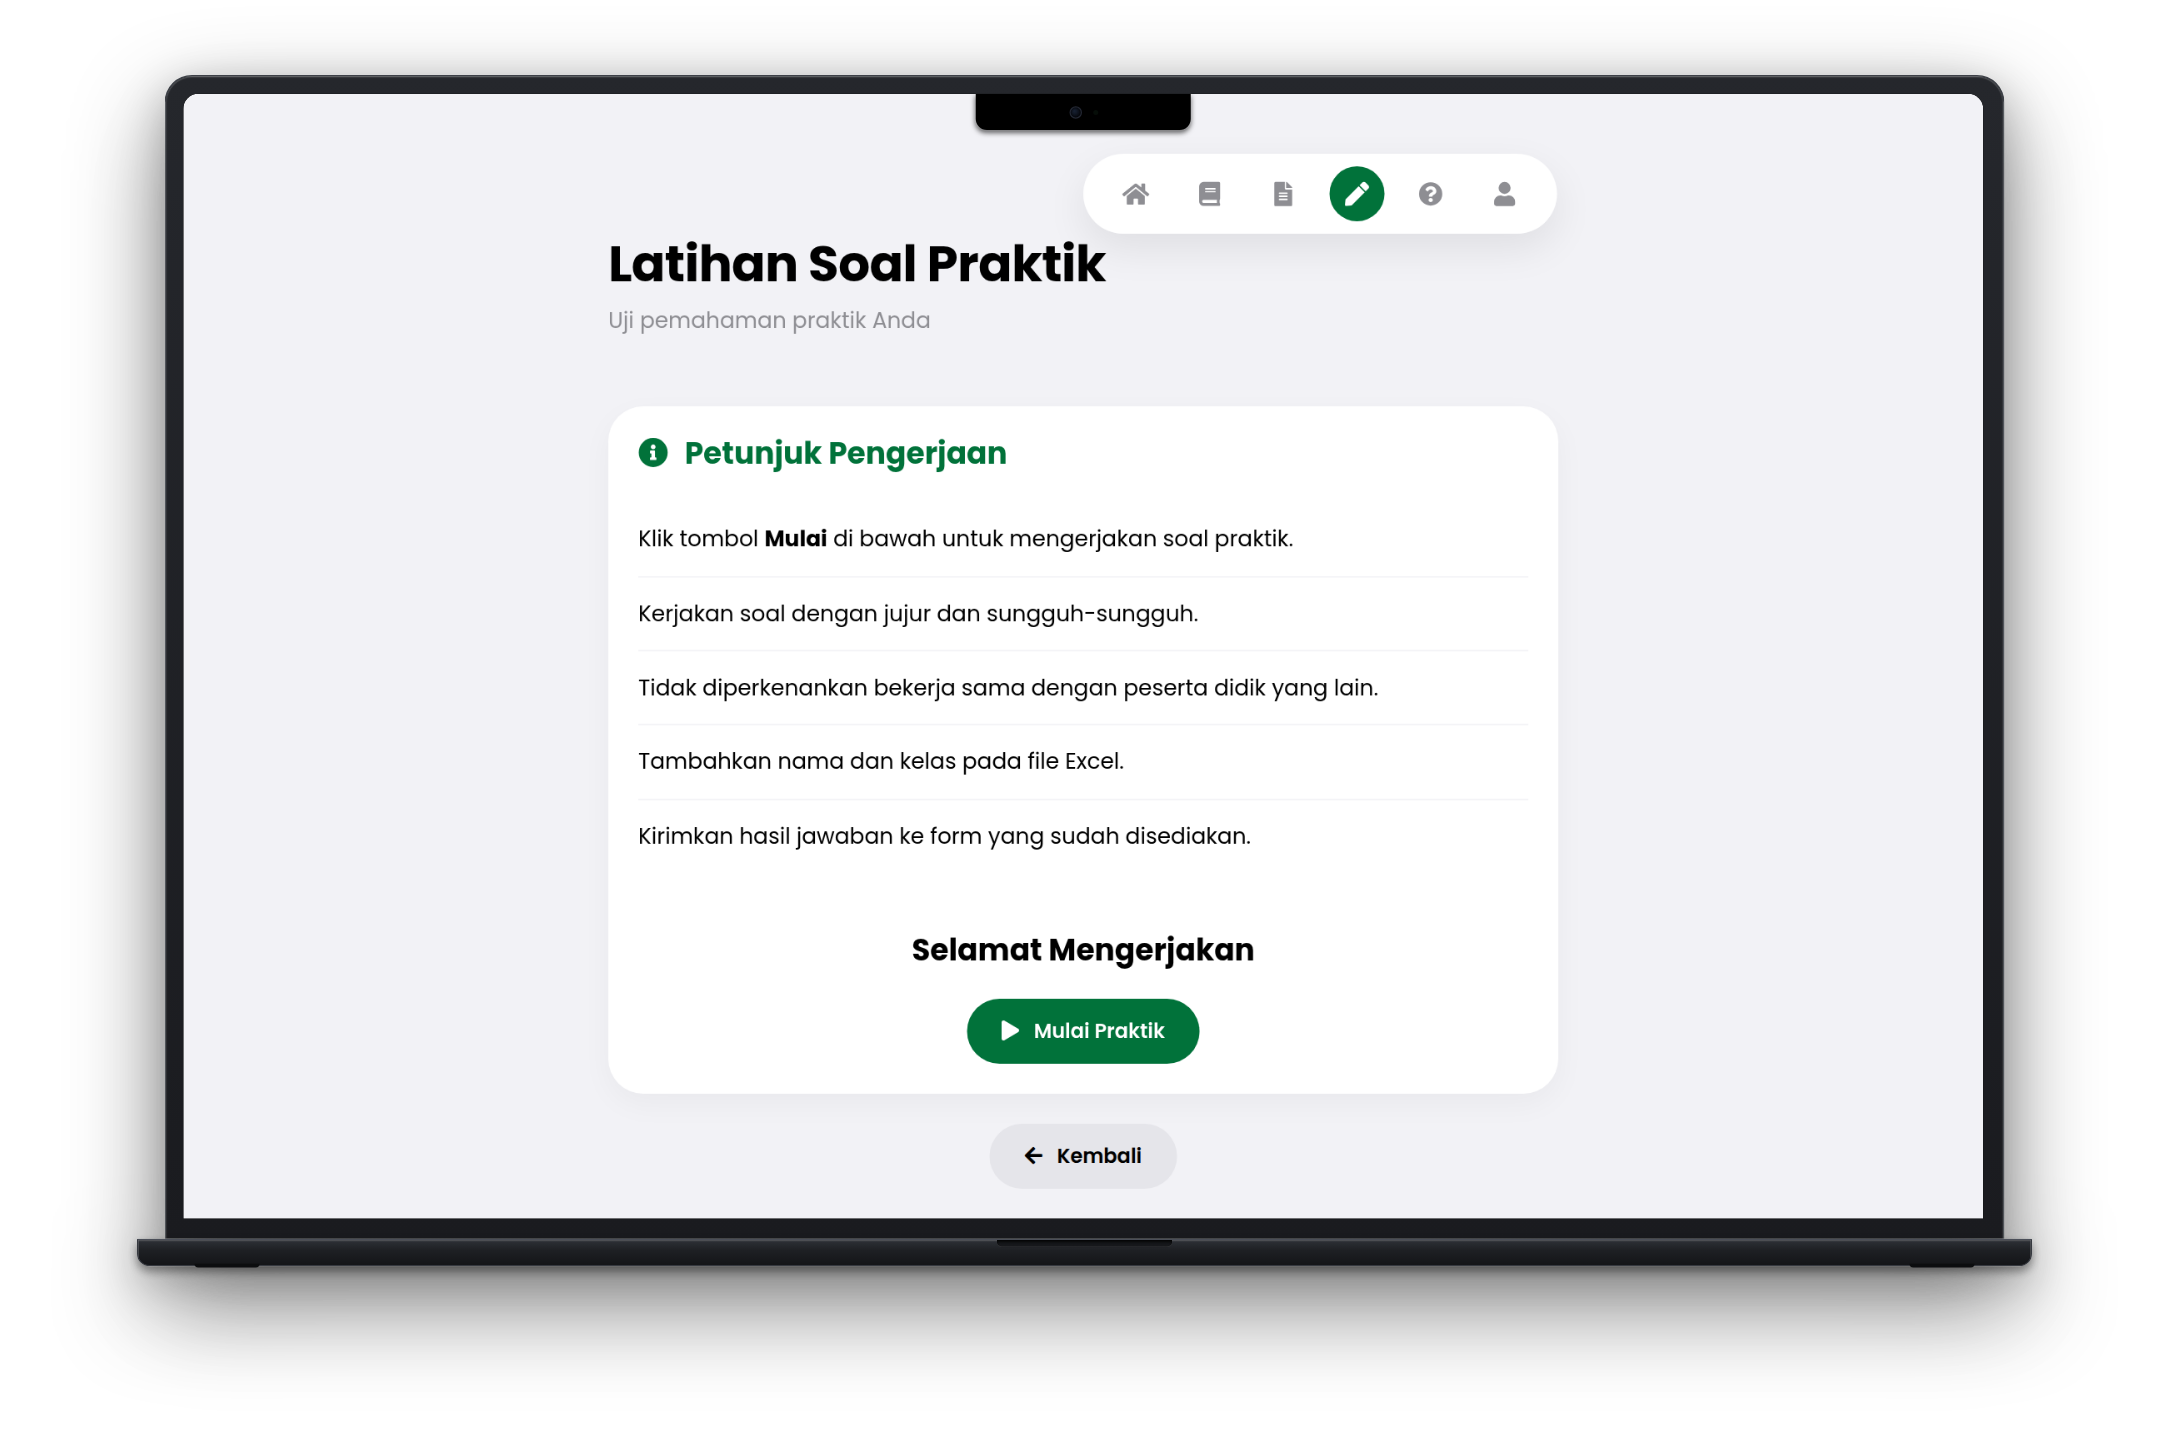 Latihan Soal Praktik
Uji pemahaman praktik Anda
Petunjuk Pengerjaan
Klik tombol Mulai di bawah untuk mengerjakan soal praktik.
Kerjakan soal dengan jujur dan sungguh-sungguh.
Tidak diperkenankan bekerja sama dengan peserta didik yang lain.
Tambahkan nama dan kelas pada file Excel.
Kirimkan hasil jawaban ke form yang sudah disediakan.
Selamat Mengerjakan
Mulai Praktik
Kembali